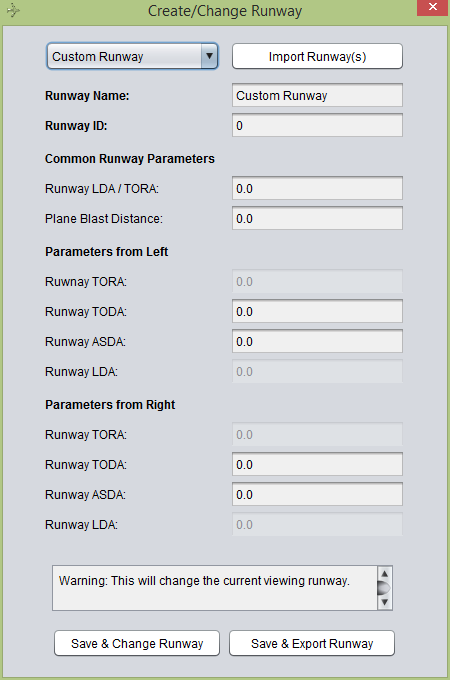 Create/Change Runway
Custom Runway
Import Runway(s)
Runway Name:
Custom Runway
Runway ID:
0
Common Runway Parameters
Runway LDA / TORA:
0.0
Plane Blast Distance:
0.0
Parameters from Left
Ruwnay TORA:
0.0
Runway TODA:
0.0
Runway ASDA:
0.0
Runway LDA:
0.0
Parameters from Right
Runway TORA:
0.0
Runway TODA:
0.0
Runway ASDA:
0.0
Runway LDA:
0.0
Warning: This will change the current viewing runway.
Save & Change Runway
Save & Export Runway